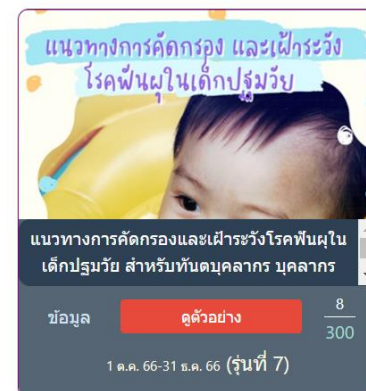 แนวทางการคัดกรอง และเฝ้าระวัง
โรคฟันผุในเด็กปฐมวัย
แนวทางการคัดกรองและเฝ้าระวังโรคฟันผุใน
เด็กปฐมวัย สำหรับทันตบุคลากร บุคลากร
ข้อมูล
ดูตัวอย่าง
8
300
1 ต.ค. 66-31 ธ.ค. 66 (รุ่นที่ 7)